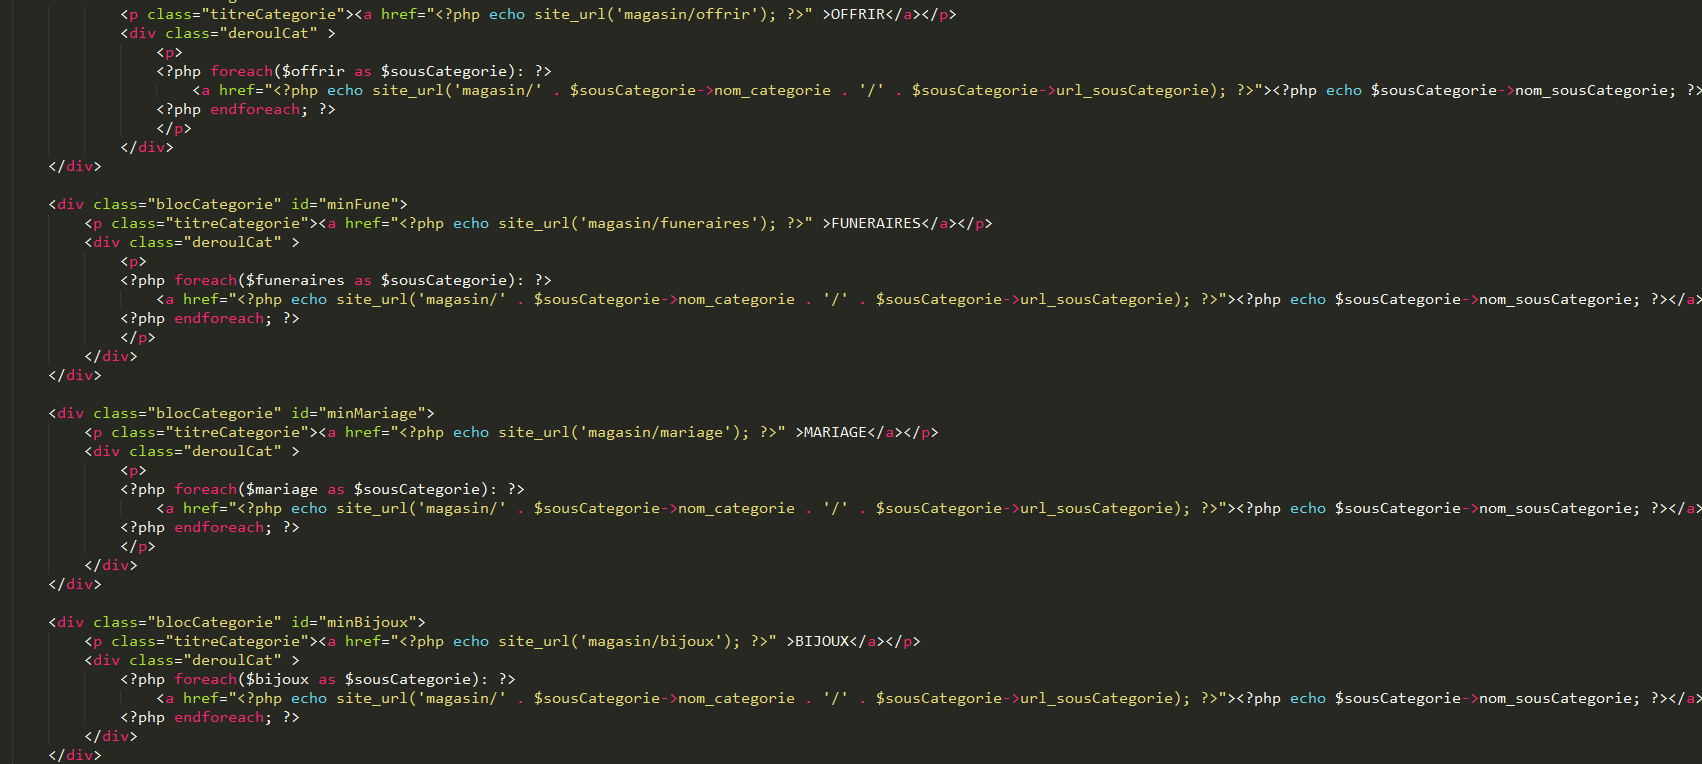 <p class="titreCategorie"><a href="<?php echo site_url('magasin/offrir'); ?>" >OFFRIR</a></p>
<div class="deroulCat" >
<p>
<?php foreach($offrir as $sousCategorie): ?>
<a href="<?php echo site_url('magasin/' . $sousCategorie->nom_categorie . '/' . $sousCategorie->url_sousCategorie); ?>"><?php echo $sousCategorie->nom_sousCategorie; ?>
<?php endforeach; ?>
</p>
</div>
</div>
<div class="blocCategorie" id="minFune">
<p class="titreCategorie"><a href="<?php echo site_url('magasin/funeraires'); ?>" >FUNERAIRES</a></p>
<div class="deroulCat" >
<p>
<?php foreach($funeraires as $sousCategorie): ?>
<a href="<?php echo site_url('magasin/' . $sousCategorie->nom_categorie . '/' . $sousCategorie->url_sousCategorie); ?>"><?php echo $sousCategorie->nom_sousCategorie; ?></a>
<?php endforeach; ?>
</p>
</div>
</div>
<div class="blocCategorie" id="minMariage">
<p class="titreCategorie"><a href="<?php echo site_url('magasin/mariage'); ?>" >MARIAGE</a></p>
<div class="deroulCat" >
<p>
<?php foreach($mariage as $sousCategorie): ?>
<a href="<?php echo site_url('magasin/' . $sousCategorie->nom_categorie . '/' . $sousCategorie->url_sousCategorie); ?>"><?php echo $sousCategorie->nom_sousCategorie; ?></a>
<?php endforeach; ?>
</p>
</div>
</div>
<div class="blocCategorie" id="minBijoux">
<p class="titreCategorie"><a href="<?php echo site_url('magasin/bijoux'); ?>" >BIJOUX</a></p>
<div class="deroulCat" >
<?php foreach($bijoux as $sousCategorie): ?>
<a href="<?php echo site_url('magasin/' . $sousCategorie->nom_categorie . '/' . $sousCategorie->url_sousCategorie); ?>"><?php echo $sousCategorie->nom_sousCategorie; ?></a>
<?php endforeach; ?>
</div>
</div>